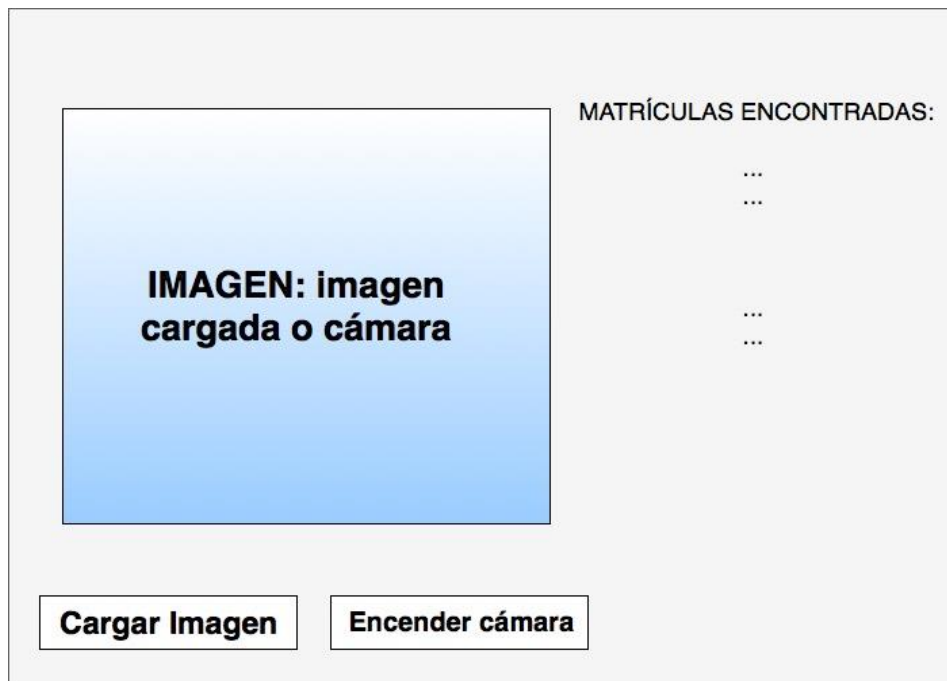 MATRÍCULAS ENCONTRADAS:
...
...
IMAGEN: imagen
cargada o cámara
...
...
Cargar Imagen
Encender cámara